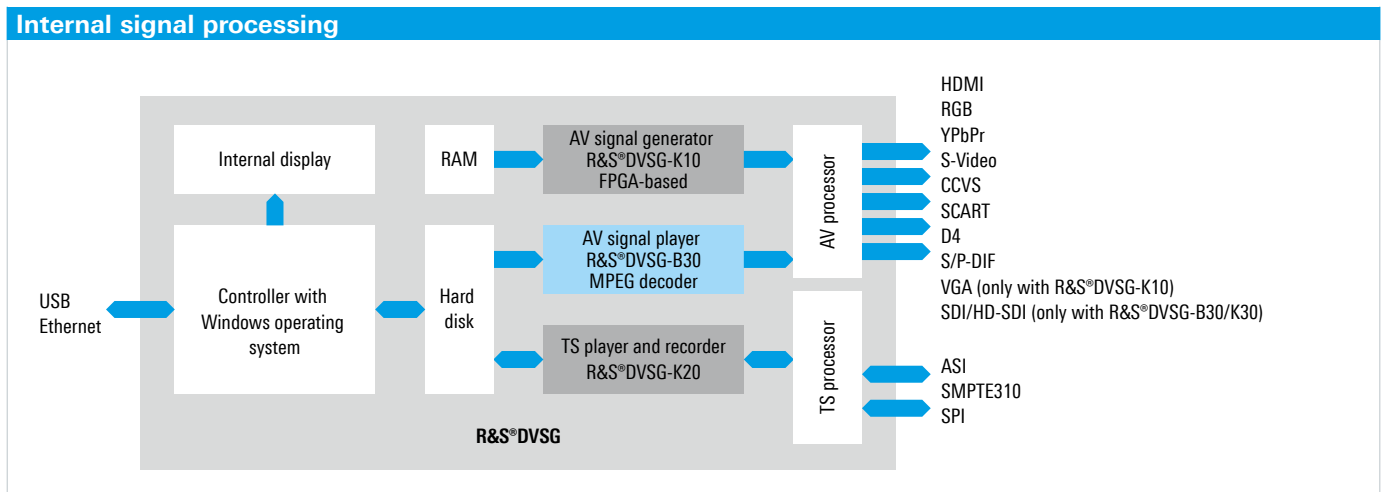 Internal signal processing
USB
Ethernet
Internal display
Controller with
Windows operating
system
RAM
Hard
disk
AV signal generator
R&S®DVSG-K10
FPGA-based
AV signal player
R&S®DVSG-B30
MPEG decoder
TS player and recorder
R&S®DVSG-K20
AV processor
TS processor
R&S®DVSG
HDMI
RGB
YPbPr
S-Video
CCVS
SCART
D4
S/P-DIF
VGA (only with R&S®DVSG-K10)
SDI/HD-SDI (only with R&S®DVSG-B30/K30)
ASI
SMPTE310
SPI